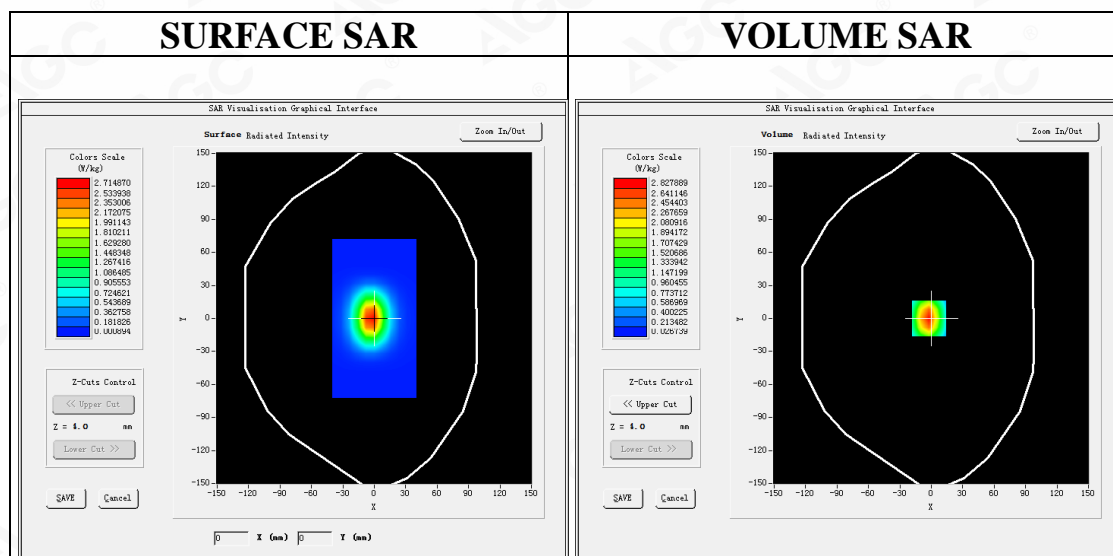 SURFACE SAR
VOLUME SAR
SAR Visualisation Graphical Interface
Surface Radiated Intensity
Zoom In/Out
Colors Scale
(W/kg)
2.714870
2.533938
2.353006
2.172075
1.991143
1.810211
1.629280
1.448348
1.267416
1.086485
0.905553
0.724621
0.543689
0.362758
0.181826
0.000894
150
120
90
60
30
0
-30
-60
-90
-120
-150
Y
-150 -120 -90 -60 -30 0 30 60 90 120 150
X
Z-Cuts Control
<< Upper Cut
Z = 4.0 mm
Lower Cut >>
SAVE Cancel
0 X (mm) 0 Y (mm)
SAR Visualisation Graphical Interface
Volume Radiated Intensity
Zoom In/Out
Colors Scale
(W/kg)
2.827889
2.641146
2.454403
2.267659
2.080916
1.894172
1.707429
1.520686
1.333942
1.147199
0.960455
0.773712
0.586969
0.400225
0.213482
0.026739
150
120
90
60
30
0
-30
-60
-90
-120
-150
Y
-150 -120 -90 -60 -30 0 30 60 90 120 150
X
Z-Cuts Control
<< Upper Cut
Z = 4.0 mm
Lower Cut >>
SAVE Cancel